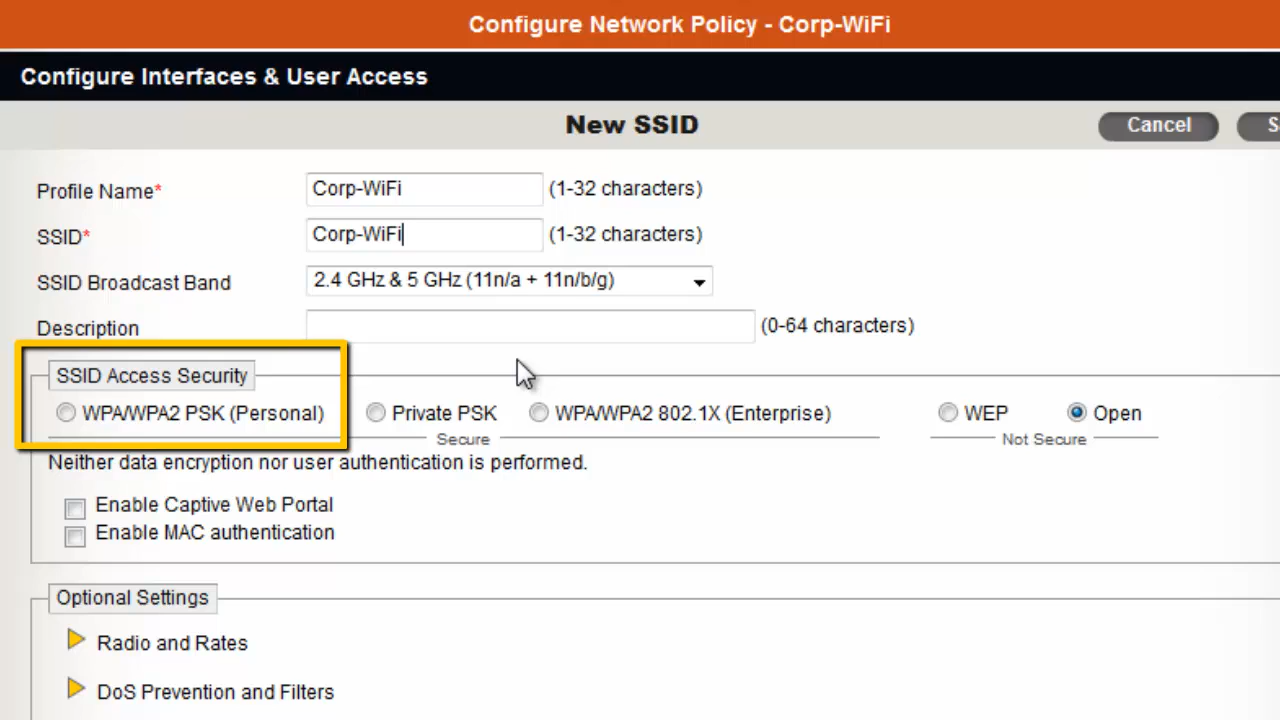 Configure Network Policy - Corp-WiFi
Configure Interfaces & User Access
New SSID
Cancel
Profile Name* Corp-WiFi (1-32 characters)
SSID* Corp-WiFi (1-32 characters)
SSID Broadcast Band 2.4 GHz & 5 GHz (11n/a + 11n/b/g)
Description (0-64 characters)
SSID Access Security
WPA/WPA2 PSK (Personal) Private PSK WPA/WPA2 802.1X (Enterprise) WEP Open
Secure Not Secure
Neither data encryption nor user authentication is performed.
Enable Captive Web Portal
Enable MAC authentication
Optional Settings
Radio and Rates
DoS Prevention and Filters